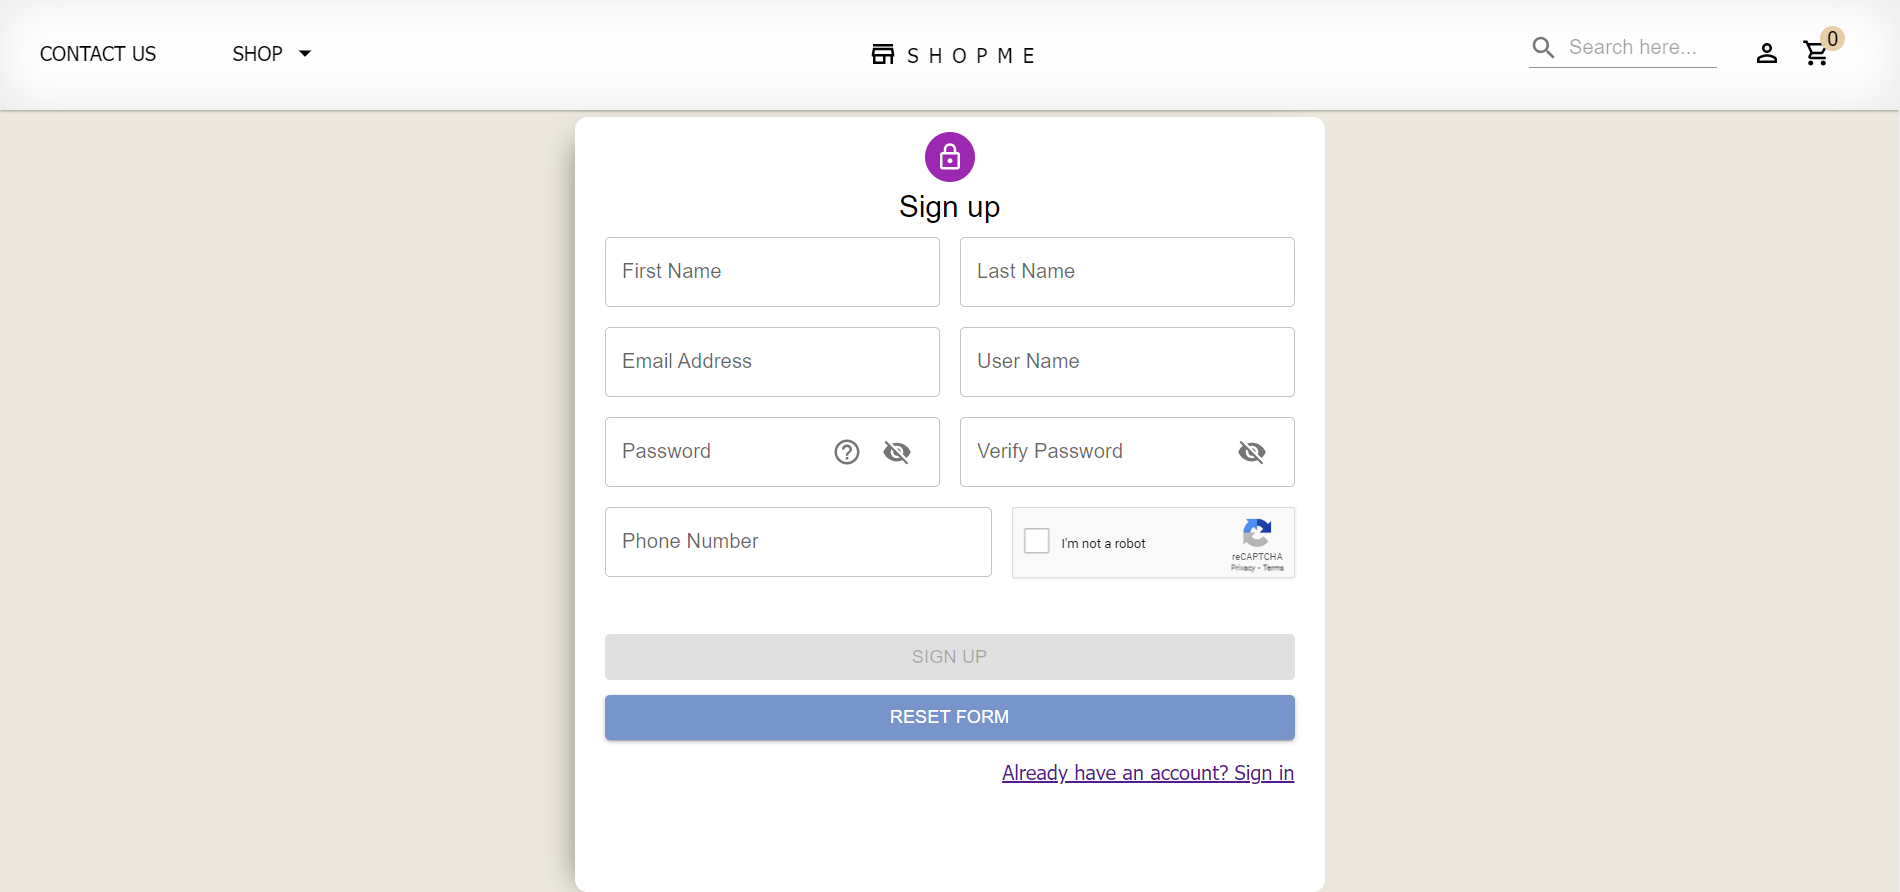 CONTACT US
SHOP
SHOPME
Search here...
0
Sign up
First Name
Last Name
Email Address
User Name
Password
Verify Password
Phone Number
I'm not a robot
reCAPTCHA
Privacy - Terms
SIGN UP
RESET FORM
Already have an account? Sign in